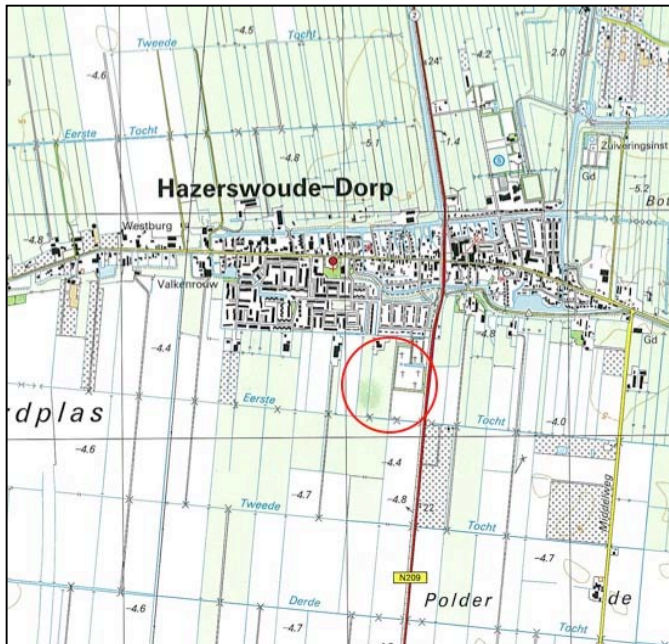 -4.5
Tweede Tocht
-4.6
24
-4.2
-2.0
-1.4
Eerste Tocht
-5.1
-4.8
Zuiveringsinst
Gd
-5.2
Hazerswoude-Dorp
Bot
Westburg
-4.8
Valkenrouw
-4.4
-4.8
Gd
Eerste Tocht
rdplas
-4.0
-4.6
-4.4
-4.7
-4.8
22
Tweede Tocht
-4.7
Middelweg
N209
Polder de
-4.6
Derde Tocht
-4.7